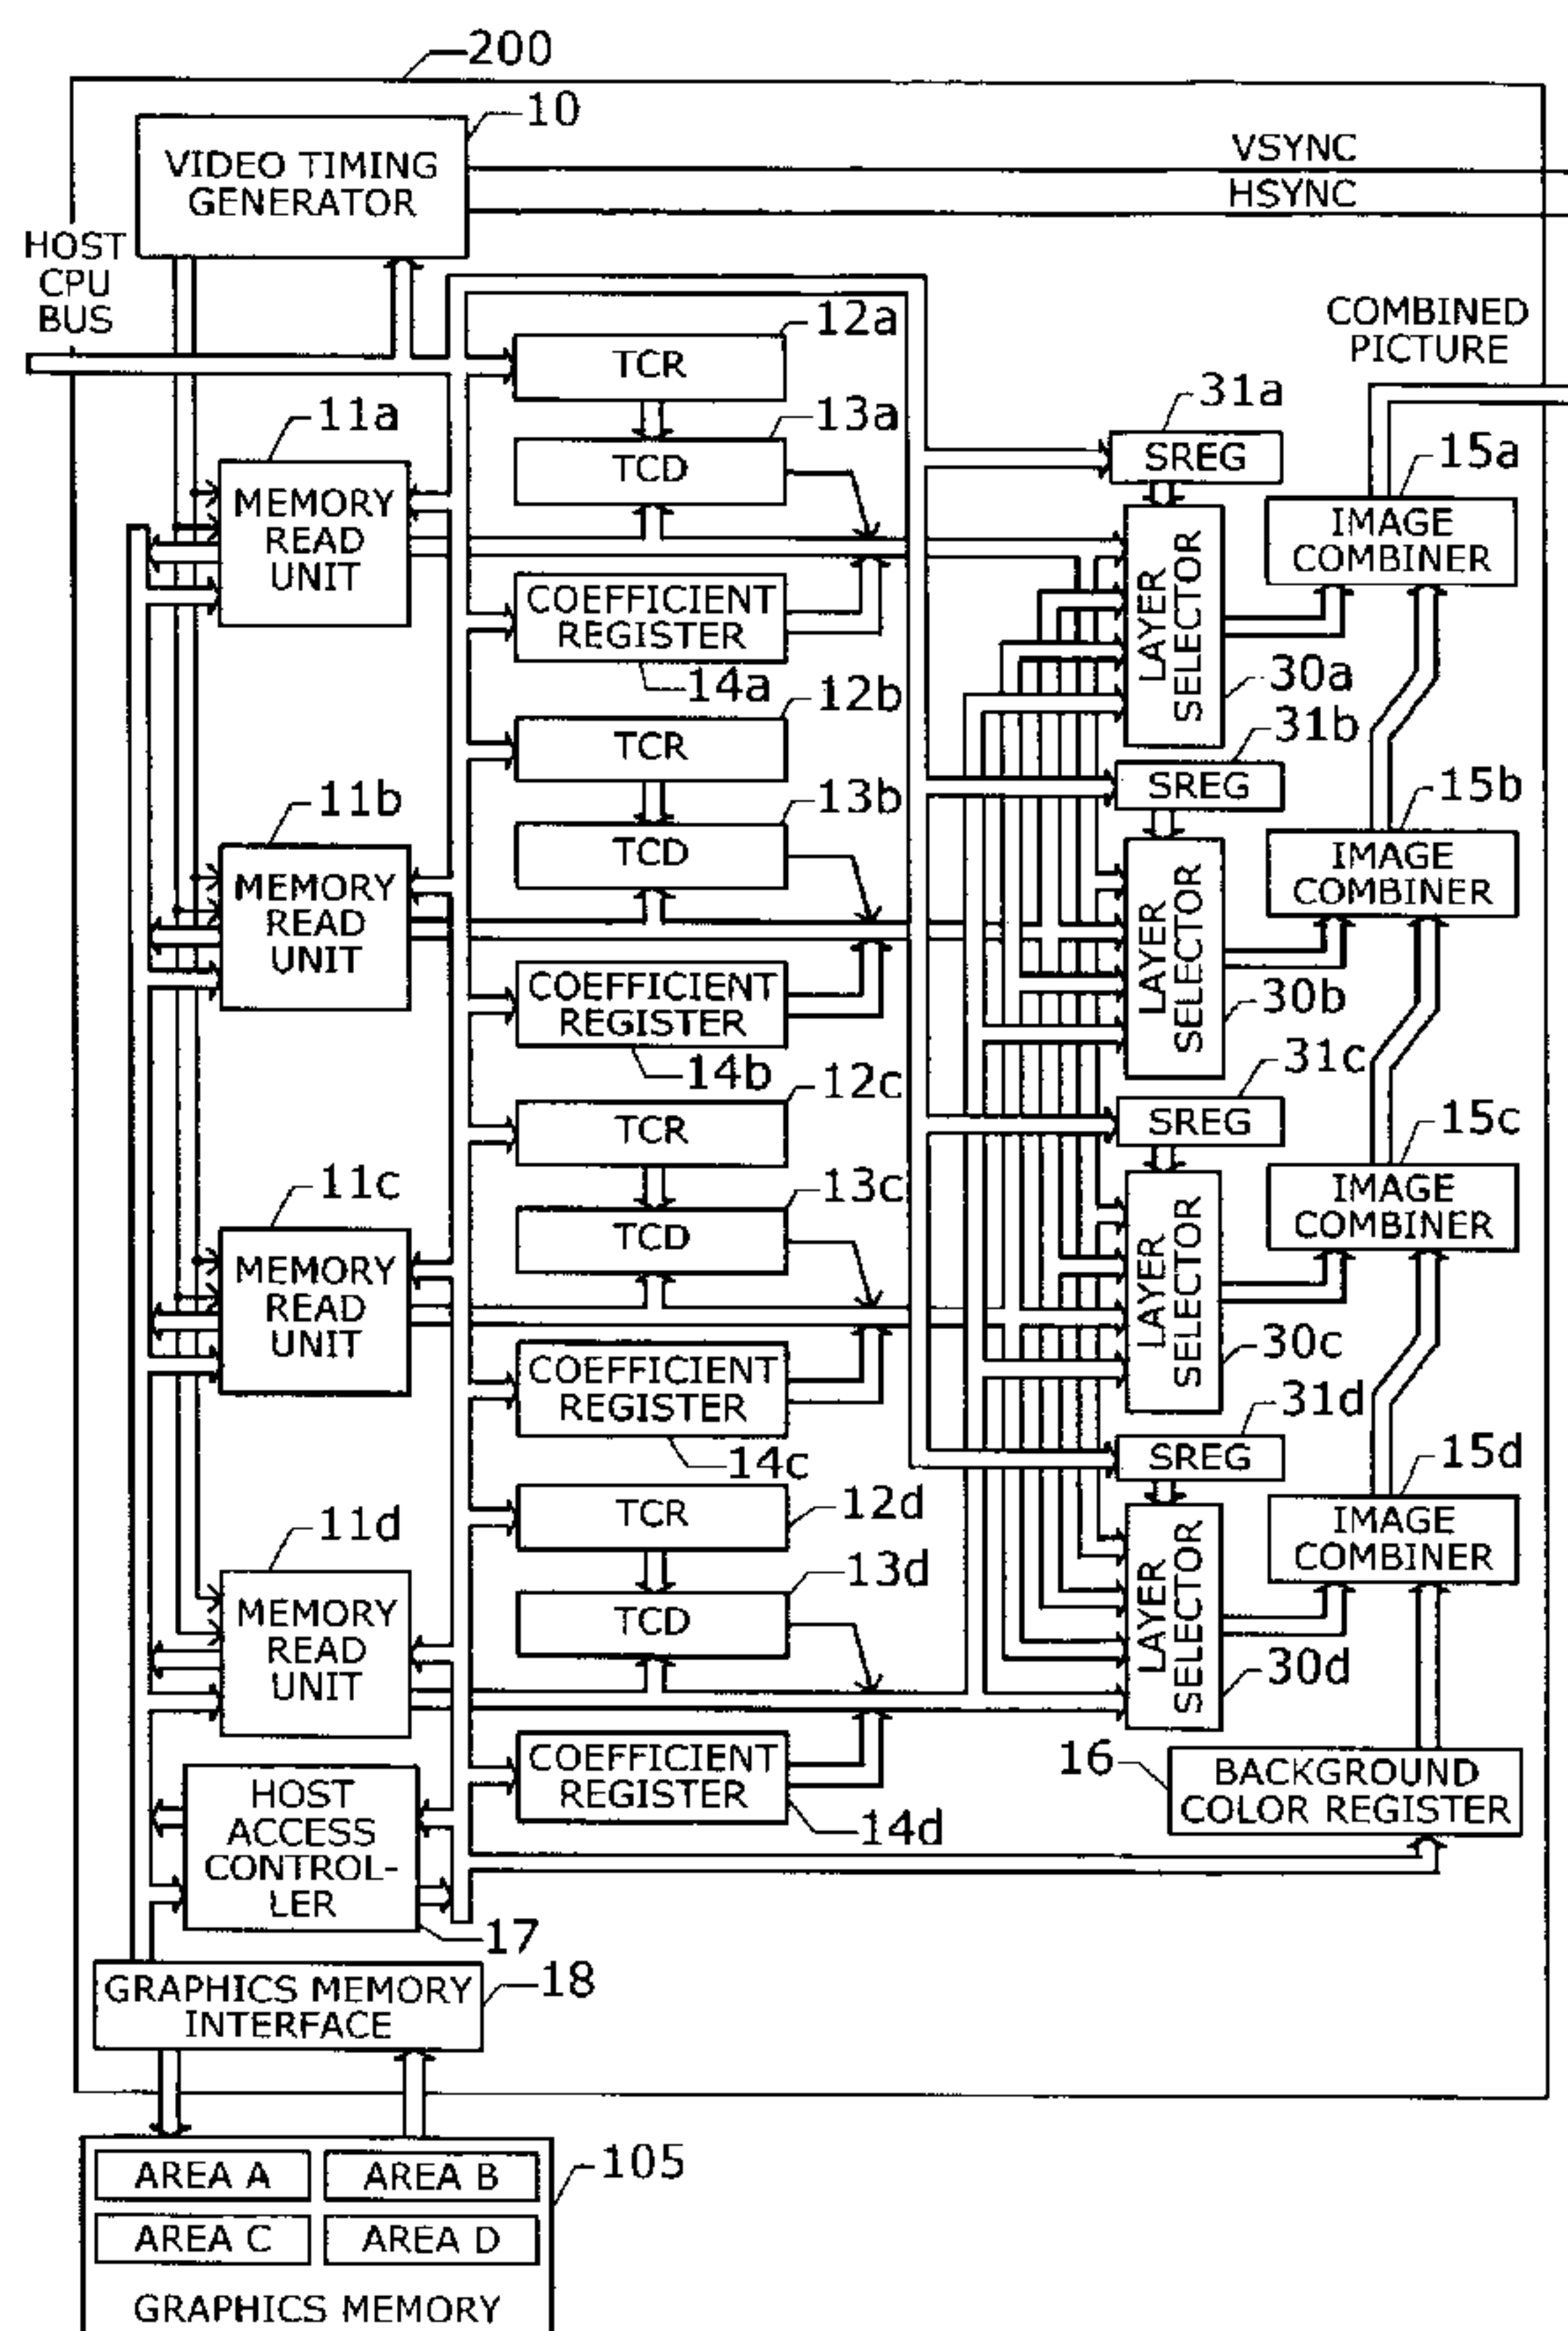 200
10
VIDEO TIMING
GENERATOR
VSYNC
HSYNC
HOST
CPU
BUS
COMBINED
PICTURE
12a
TCR
13a
TCD
11a
MEMORY
READ
UNIT
COEFFICIENT
REGISTER
14a
31a
SREG
LAYER
SELECTOR
30a
15a
IMAGE
COMBINER
12b
TCR
13b
TCD
11b
MEMORY
READ
UNIT
COEFFICIENT
REGISTER
14b
31b
SREG
LAYER
SELECTOR
30b
15b
IMAGE
COMBINER
12c
TCR
13c
TCD
11c
MEMORY
READ
UNIT
COEFFICIENT
REGISTER
14c
31c
SREG
LAYER
SELECTOR
30c
15c
IMAGE
COMBINER
12d
TCR
13d
TCD
11d
MEMORY
READ
UNIT
COEFFICIENT
REGISTER
14d
31d
SREG
LAYER
SELECTOR
30d
15d
IMAGE
COMBINER
16
BACKGROUND
COLOR REGISTER
HOST
ACCESS
CONTROL-
LER
17
GRAPHICS MEMORY
INTERFACE
18
105
AREA A
AREA B
AREA C
AREA D
GRAPHICS MEMORY